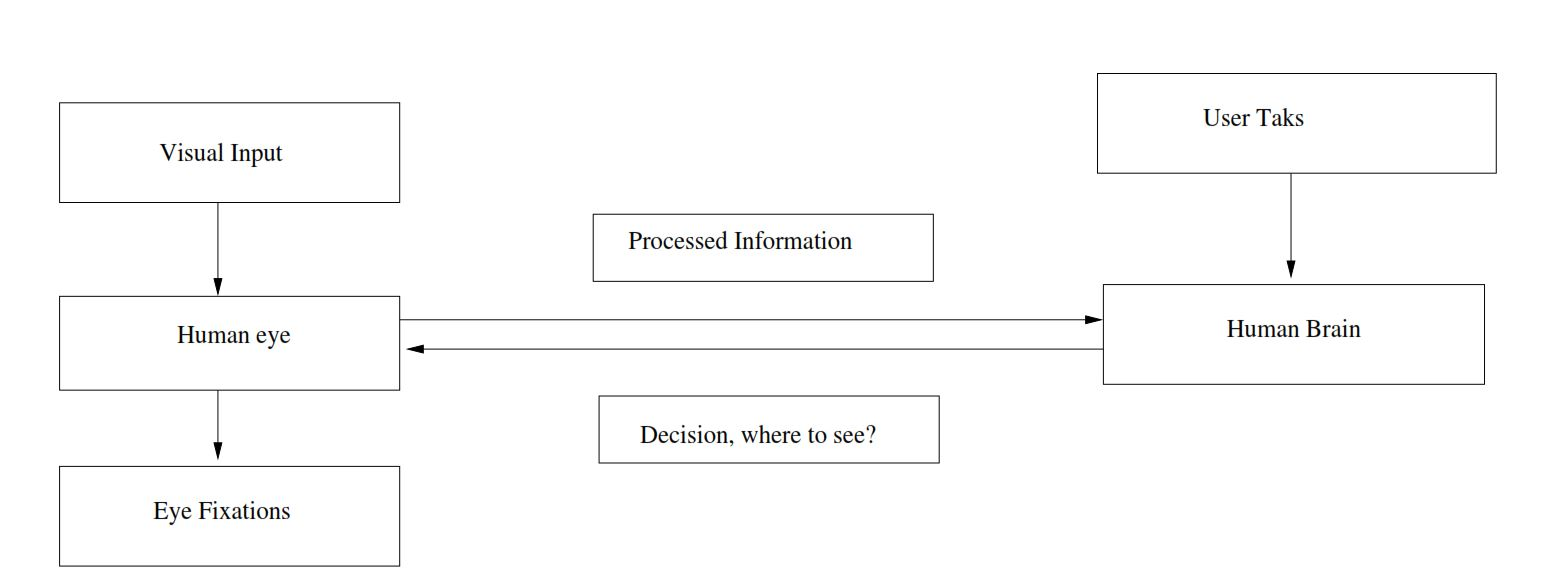 User Taks
Visual Input
Processed Information
Human eye
Human Brain
Decision, where to see?
Eye Fixations